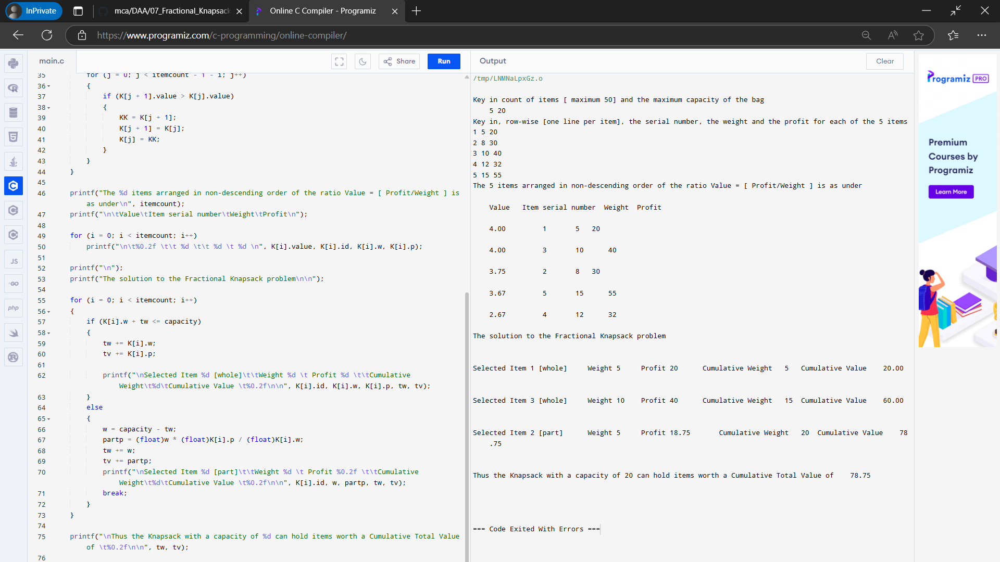 InPrivate
mca/DAA/07_Fractional_Knapsack
Online C Compiler - Programiz
https://www.programiz.com/c-programming/online-compiler/
main.c
Share
Run
Output
Clear
35 for (j = 0; j < itemcount - 1 - i; j++)
36 {
37 if (K[j + 1].value > K[j].value)
38 {
39 KK = K[j + 1];
40 K[j + 1] = K[j];
41 K[j] = KK;
42 }
43 }
44 }
45
46 printf("The %d items arranged in non-descending order of the ratio Value = [ Profit/Weight ] is
as under\n", itemcount);
47 printf("\n\tValue\tItem serial number\tWeight\tProfit\n");
48
49 for (i = 0; i < itemcount; i++)
50 printf("\n\t%0.2f \t\t %d \t\t %d \t %d \n", K[i].value, K[i].id, K[i].w, K[i].p);
51
52 printf("\n");
53 printf("The solution to the Fractional Knapsack problem\n\n");
54
55 for (i = 0; i < itemcount; i++)
56 {
57 if (K[i].w + tw <= capacity)
58 {
59 tw += K[i].w;
60 tv += K[i].p;
61
62 printf("\nSelected Item %d [whole]\t\tWeight %d \t Profit %d \t\tCumulative
Weight\t%d\tCumulative Value \t%0.2f\n\n", K[i].id, K[i].w, K[i].p, tw, tv);
63 }
64 else
65 {
66 w = capacity - tw;
67 partp = (float)w * (float)K[i].p / (float)K[i].w;
68 tw += w;
69 tv += partp;
70 printf("\nSelected Item %d [part]\t\tWeight %d \t Profit %0.2f \t\tCumulative
Weight\t%d\tCumulative Value \t%0.2f\n\n", K[i].id, w, partp, tw, tv);
71 break;
72 }
73 }
74
75 printf("\nThus the Knapsack with a capacity of %d can hold items worth a Cumulative Total Value
of \t%0.2f\n\n", tw, tv);
76
/tmp/LNMNaLpxGz.o
Key in count of items [ maximum 50] and the maximum capacity of the bag
5 20
Key in, row-wise [one line per item], the serial number, the weight and the profit for each of the 5 items
1 5 20
2 8 30
3 10 40
4 12 32
5 15 55
The 5 items arranged in non-descending order of the ratio Value = [ Profit/Weight ] is as under
Value Item serial number Weight Profit
4.00 1 5 20
4.00 3 10 40
3.75 2 8 30
3.67 5 15 55
2.67 4 12 32
The solution to the Fractional Knapsack problem
Selected Item 1 [whole] Weight 5 Profit 20 Cumulative Weight 5 Cumulative Value 20.00
Selected Item 3 [whole] Weight 10 Profit 40 Cumulative Weight 15 Cumulative Value 60.00
Selected Item 2 [part] Weight 5 Profit 18.75 Cumulative Weight 20 Cumulative Value 78
.75
Thus the Knapsack with a capacity of 20 can hold items worth a Cumulative Total Value of 78.75
=== Code Exited With Errors ===
Programiz PRO
Premium
Courses by
Programiz
Learn More
R
5
C
JS
GO
php